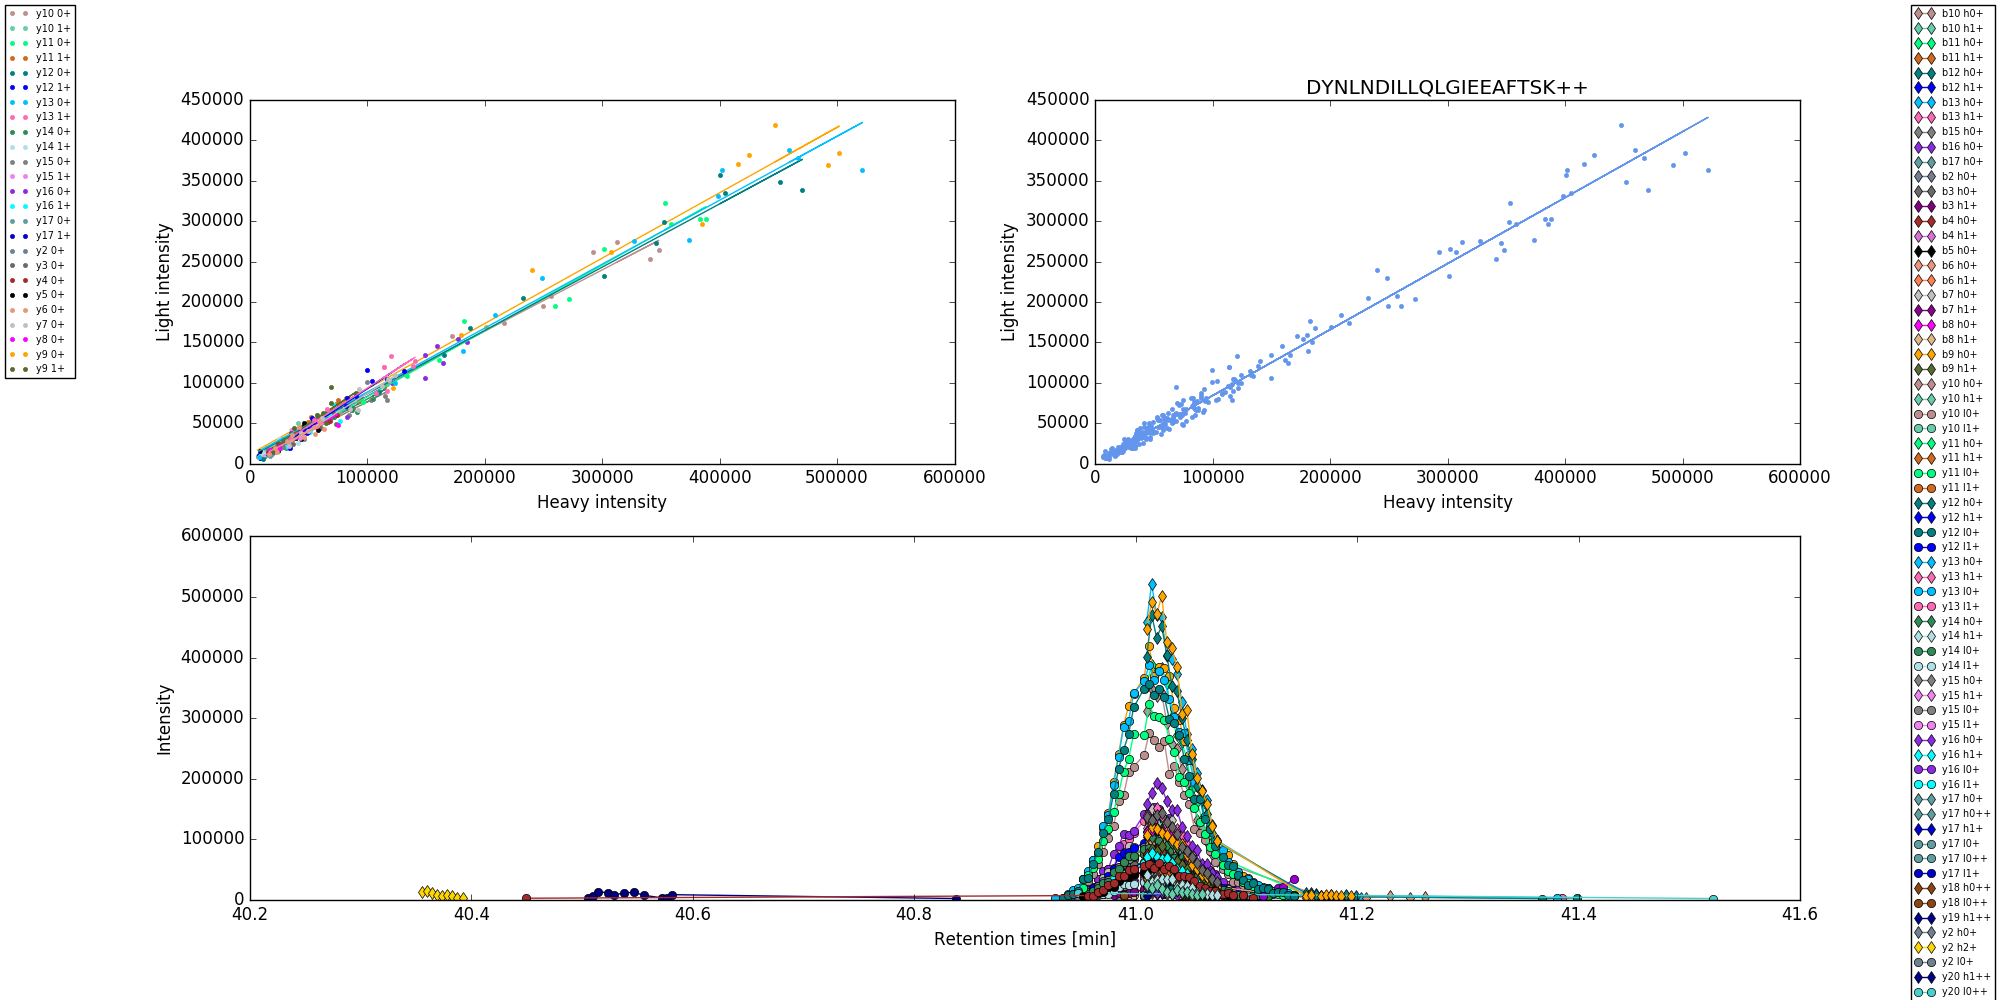 y10 0+
y10 1+
y11 0+
y11 1+
y12 0+
y12 1+
y13 0+
y13 1+
y14 0+
y14 1+
y15 0+
y15 1+
y16 0+
y16 1+
y17 0+
y17 1+
y2 0+
y3 0+
y4 0+
y5 0+
y6 0+
y7 0+
y8 0+
y9 0+
y9 1+
450000
400000
350000
300000
250000
200000
150000
100000
50000
0
Light intensity
0 100000 200000 300000 400000 500000 600000
Heavy intensity
DYNLNDILLQLGIEEAFTSK++
450000
400000
350000
300000
250000
200000
150000
100000
50000
0
Light intensity
0 100000 200000 300000 400000 500000 600000
Heavy intensity
600000
500000
400000
300000
200000
100000
0
Intensity
40.2 40.4 40.6 40.8 41.0 41.2 41.4 41.6
Retention times [min]
b10 h0+
b10 h1+
b11 h0+
b11 h1+
b12 h0+
b12 h1+
b13 h0+
b13 h1+
b15 h0+
b16 h0+
b17 h0+
b2 h0+
b3 h0+
b3 h1+
b4 h0+
b4 h1+
b5 h0+
b6 h0+
b6 h1+
b7 h0+
b7 h1+
b8 h0+
b8 h1+
b9 h0+
b9 h1+
y10 h0+
y10 h1+
y10 l0+
y10 l1+
y11 h0+
y11 h1+
y11 l0+
y11 l1+
y12 h0+
y12 h1+
y12 l0+
y12 l1+
y13 h0+
y13 h1+
y13 l0+
y13 l1+
y14 h0+
y14 h1+
y14 l0+
y14 l1+
y15 h0+
y15 h1+
y15 l0+
y15 l1+
y16 h0+
y16 h1+
y16 l0+
y16 l1+
y17 h0+
y17 h0++
y17 h1+
y17 l0+
y17 l0++
y17 l1+
y18 h0++
y18 l0++
y19 h1++
y2 h0+
y2 h2+
y2 l0+
y20 h1++
y20 l0++